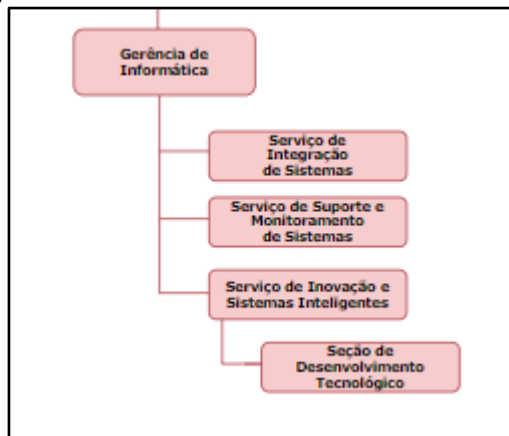 Gerência de
Informática
Serviço de
Integração
de Sistemas
Serviço de Suporte e
Monitoramento
de Sistemas
Serviço de Inovação e
Sistemas Inteligentes
Seção de
Desenvolvimento
Tecnológico